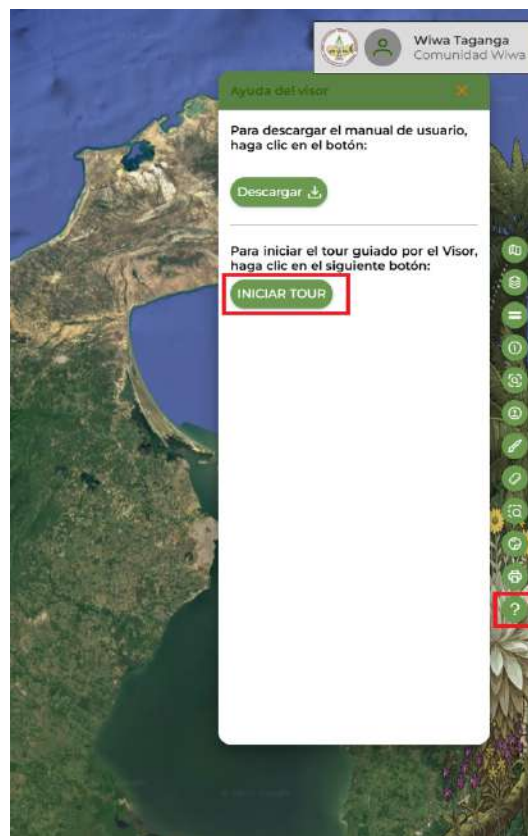 Wiwa Taganga
Comunidad Wiwa
Ayuda del visor
Para descargar el manual de usuario,
haga clic en el botón:
Descargar
Para iniciar el tour guiado por el Visor,
haga clic en el siguiente botón:
INICIAR TOUR
?